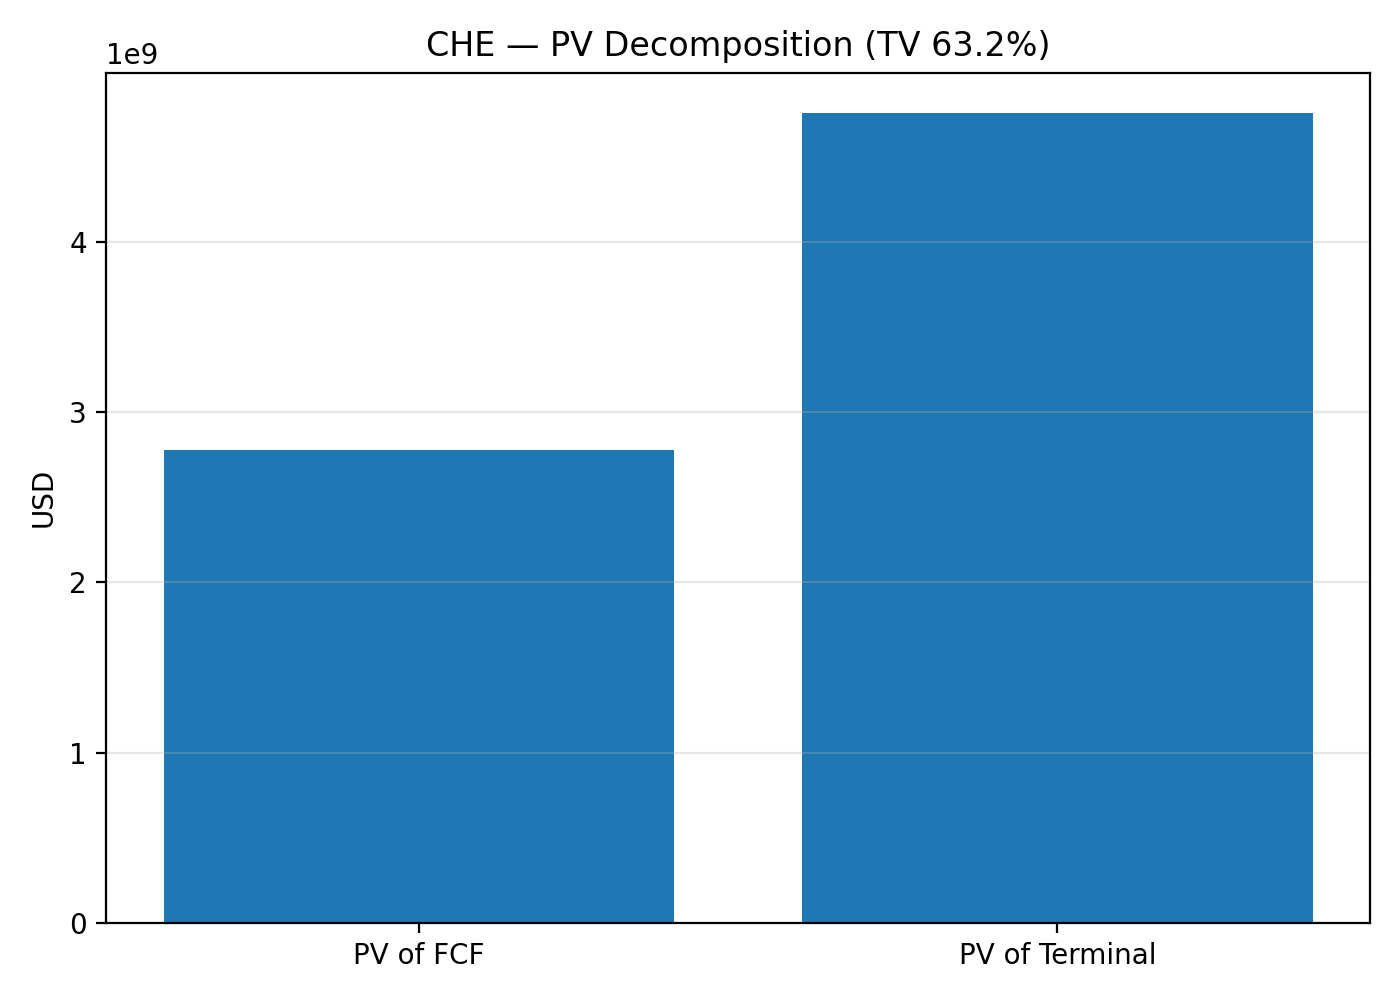 CHE — PV Decomposition (TV 63.2%)
1e9
USD
4
3
2
1
0
PV of FCF
PV of Terminal